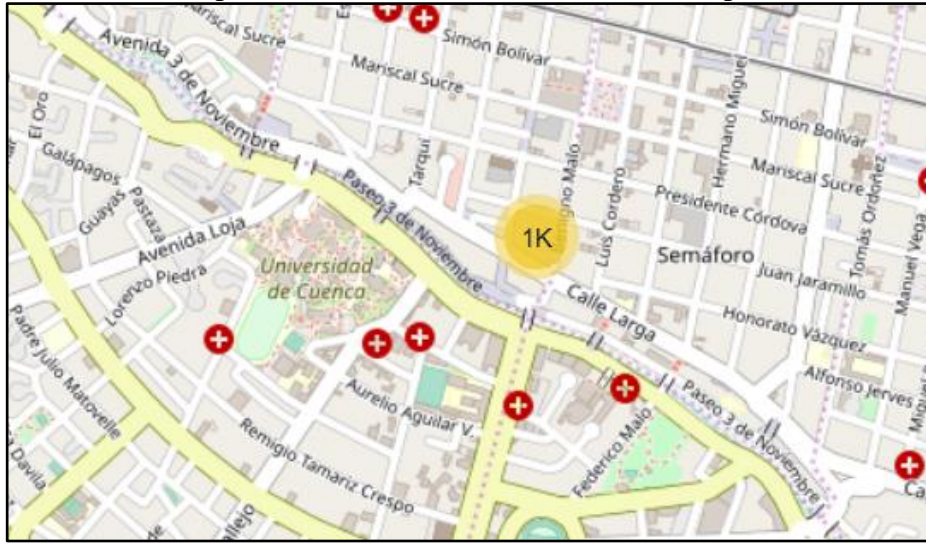 Mariscal Sucre
Simón Bolívar
Avenida 3 de Noviembre
Mariscal Sucre
Hermano Miguel
El Oro
Simón Bolívar
Galápagos
Tarqui
Mariscal Sucre
Guayas
Pastaza
Paseo 3 de Noviembre
Luis Cordero
Presidente Córdova
Tomás Ordoñez
Manuel Vega
1K
Avenida Loja
Semáforo
Lorenzo Piedra
Universidad
de Cuenca
Juan Jaramillo
Calle Larga
Honorato Vázquez
Padre Julio Matovelle
Alfonso Jerves
Aurelio Aguilar V.
Paseo 3 de Noviembre
Federico Malo
Remigio Tamariz Crespo
Davila